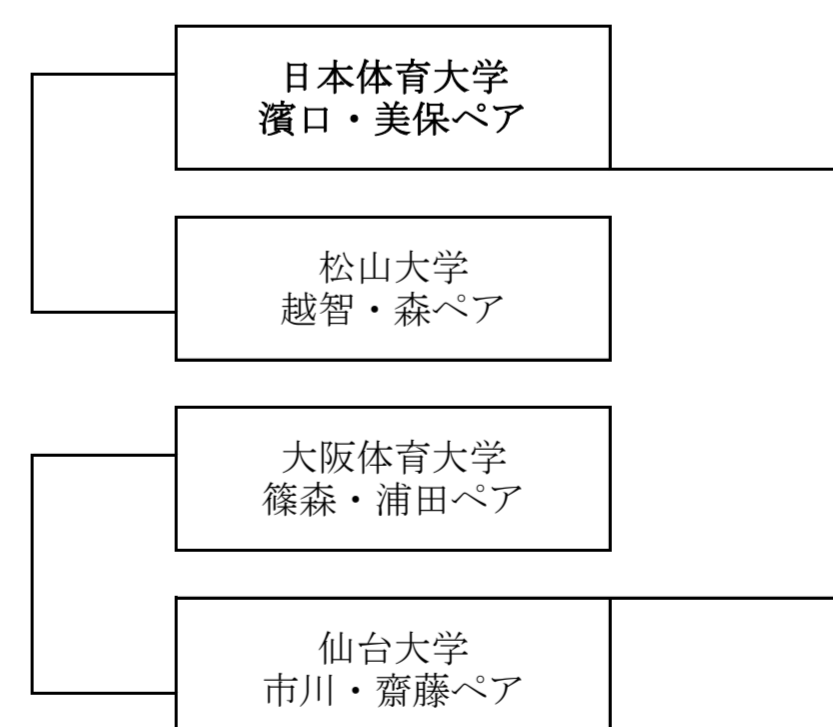 日本体育大学
濱口・美保ペア
松山大学
越智・森ペア
大阪体育大学
篠森・浦田ペア
仙台大学
市川・齋藤ペア